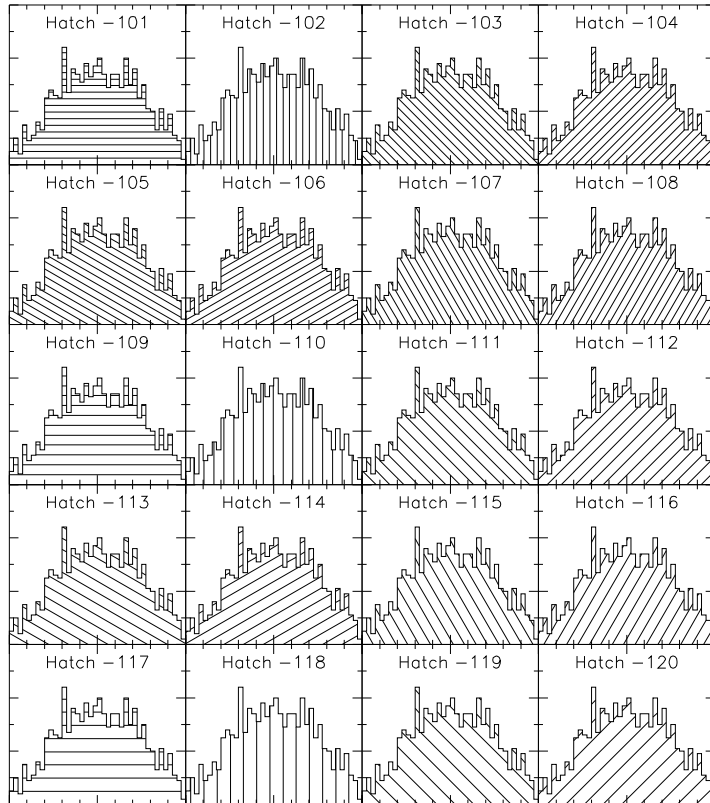 Hatch −101 Hatch −102 Hatch −103 Hatch −104
Hatch −105 Hatch −106 Hatch −107 Hatch −108
Hatch −109 Hatch −110 Hatch −111 Hatch −112
Hatch −113 Hatch −114 Hatch −115 Hatch −116
Hatch −117 Hatch −118 Hatch −119 Hatch −120